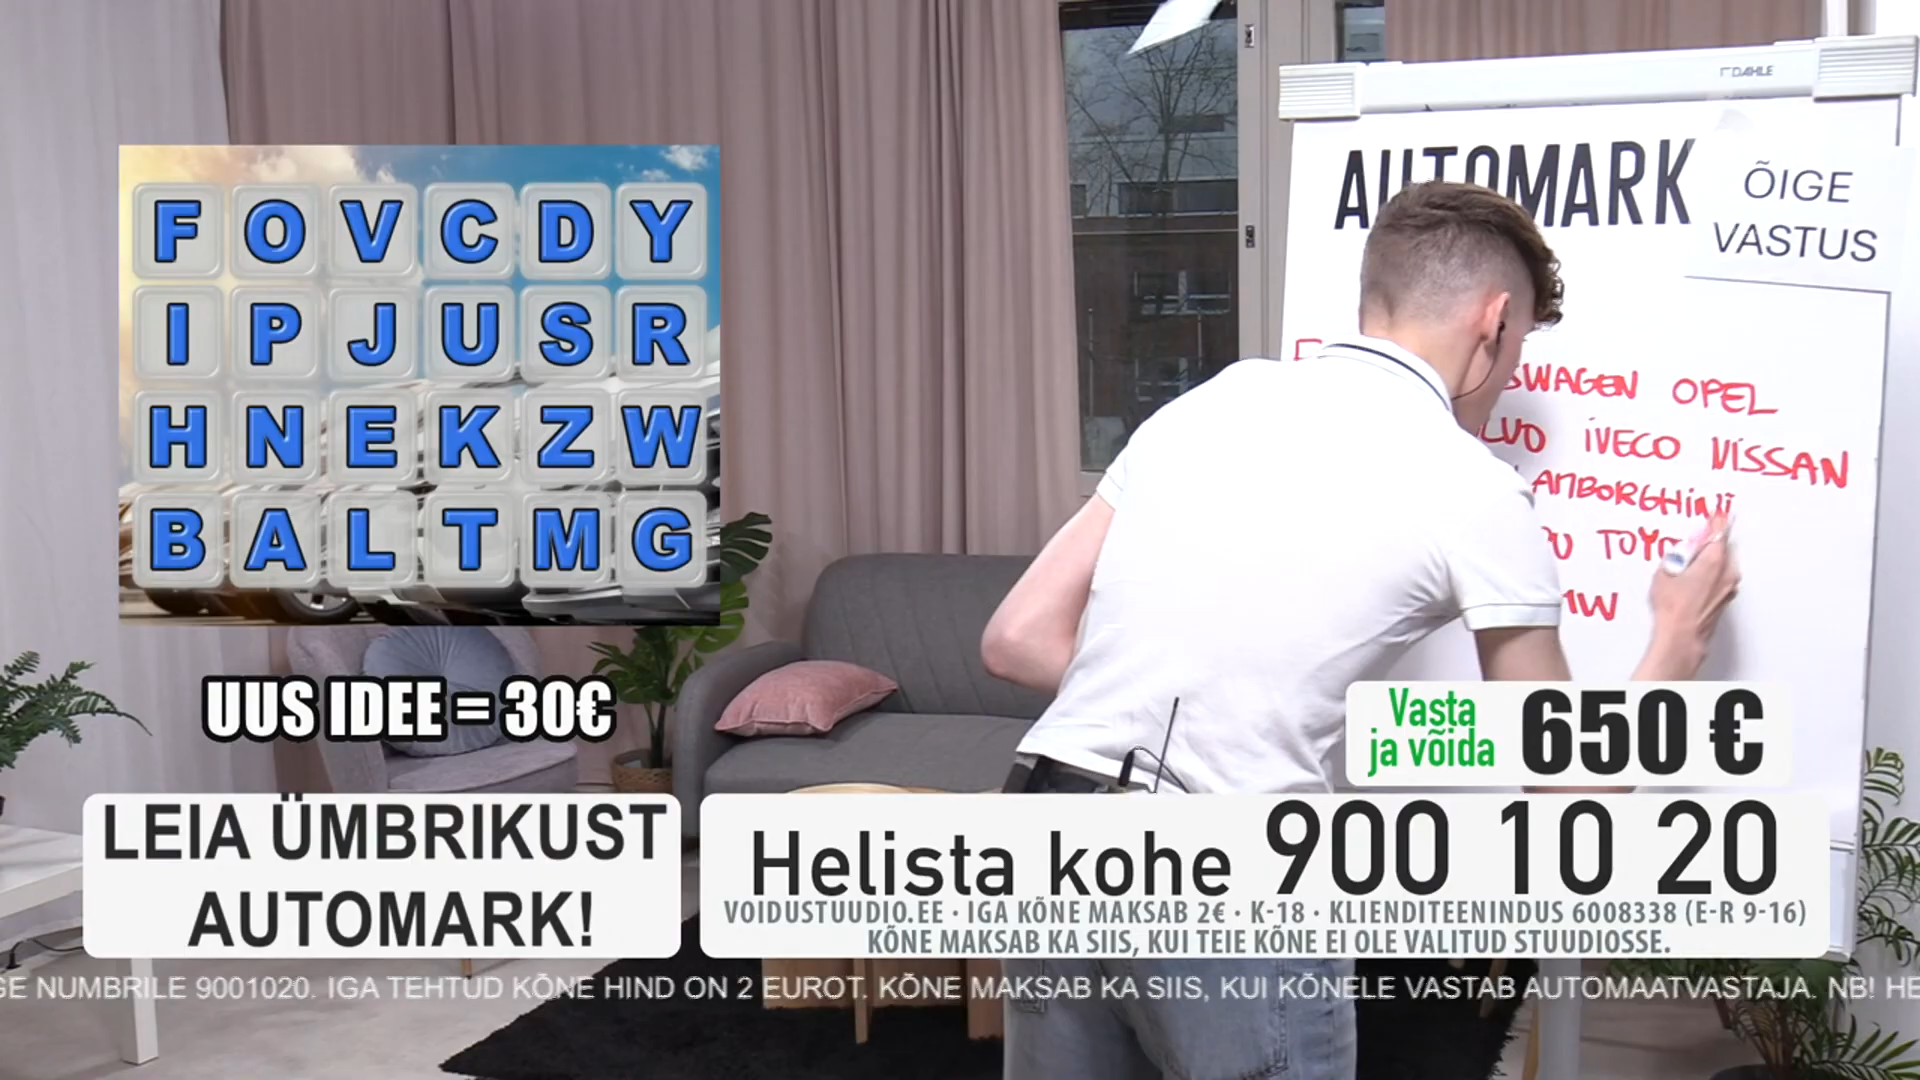 DAHLE
AUTOMARK
ÕIGE
VASTUS
F O V C D Y
I P J U S R
H N E K Z W
B A L T M G
OPEL
IVECO NISSAN
UUS IDEE = 30€
Vasta
ja võida
650 €
LEIA ÜMBRIKUST
AUTOMARK!
Helista kohe 900 10 20
VOIDUSTUUDIO.EE · IGA KÕNE MAKSAB 2€ · K-18 · KLIENDITEENINDUS 6008338 (E-R 9-16)
KÕNE MAKSAB KA SIIS, KUI TEIE KÕNE EI OLE VALITUD STUUDIOSSE.
NUMBRILE 9001020. IGA TEHTUD KÕNE HIND ON 2 EUROT. KÕNE MAKSAB KA SIIS, KUI KÕNELE VASTAB AUTOMAATVASTAJA. NB!